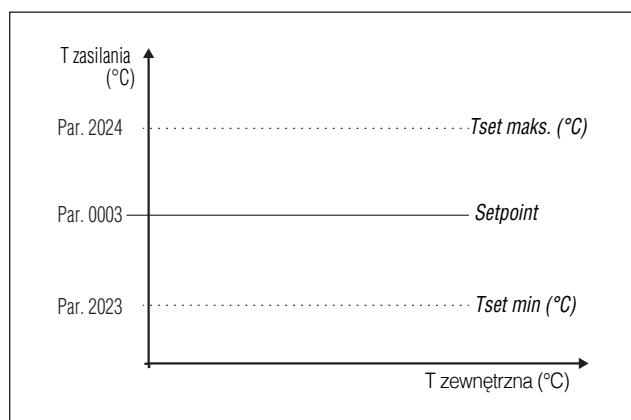 T zasilania
(°C)
Par. 2024 Tset maks. (°C)
Par. 0003 Setpoint
Par. 2023 Tset min (°C)
T zewnętrzna (°C)